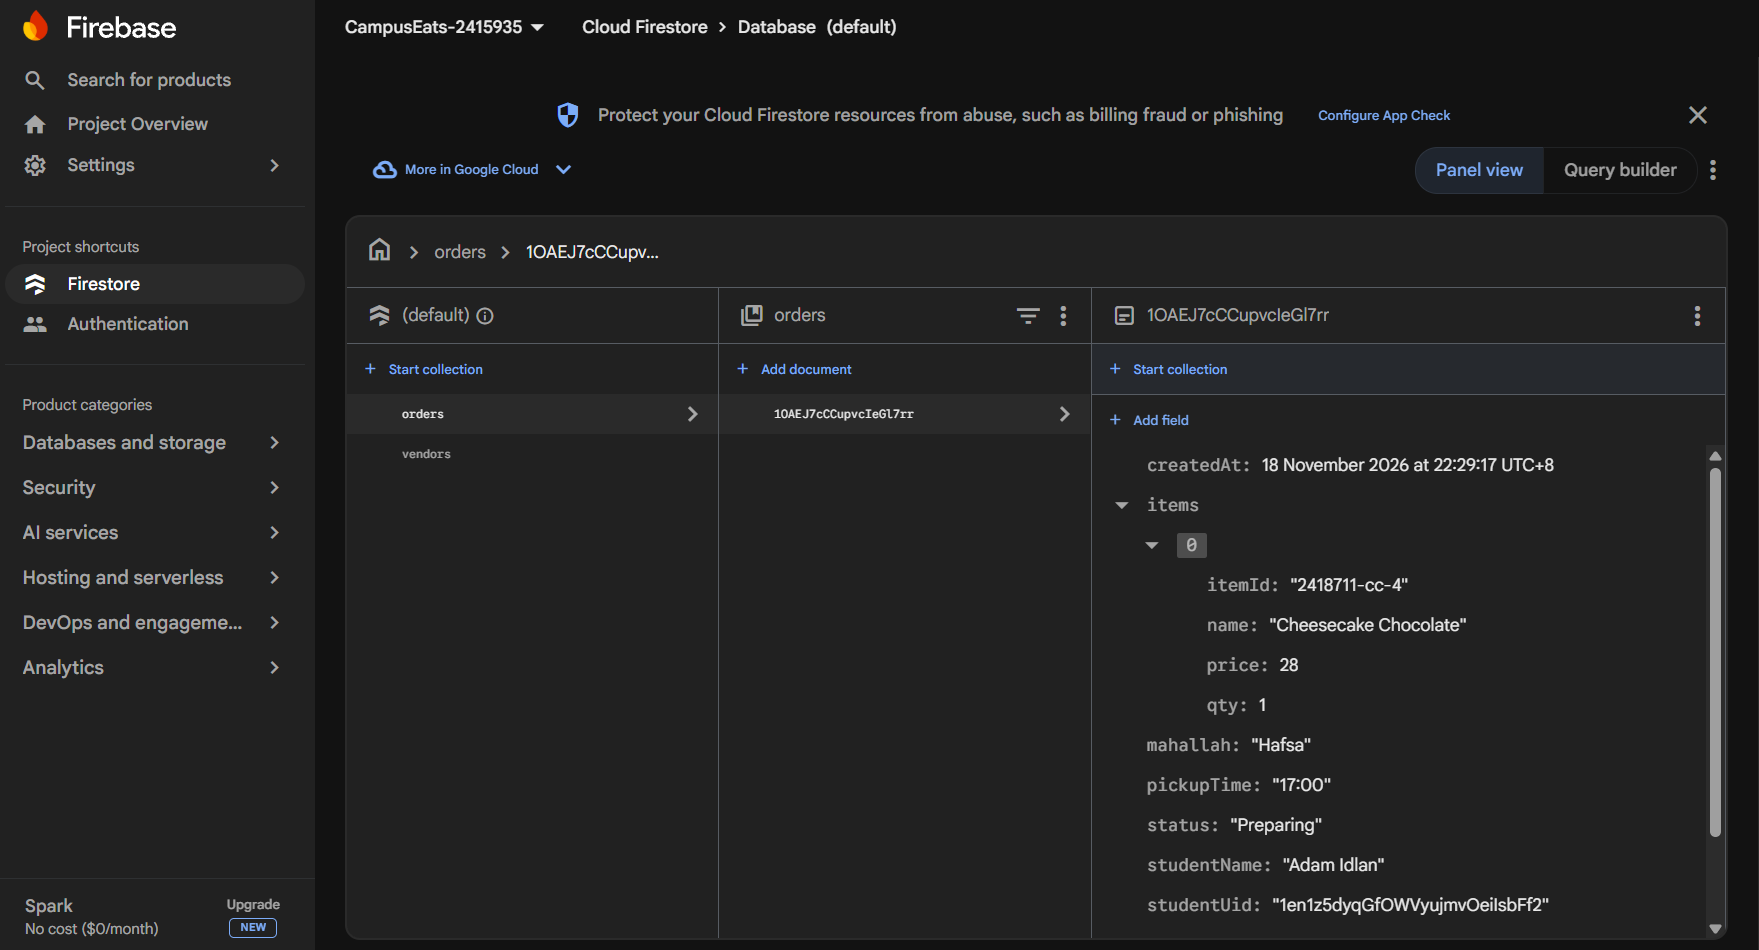 Firebase
CampusEats-2415935
Cloud Firestore > Database (default)
Search for products
Project Overview
Settings
Project shortcuts
Firestore
Authentication
Product categories
Databases and storage
Security
AI services
Hosting and serverless
DevOps and engageme...
Analytics
Spark
No cost ($0/month)
Upgrade
NEW
Protect your Cloud Firestore resources from abuse, such as billing fraud or phishing
Configure App Check
More in Google Cloud
Panel view
Query builder
orders > 1OAEJ7cCCupv...
(default)
Start collection
orders
vendors
orders
Add document
1OAEJ7cCCupvcIeGl7rr
1OAEJ7cCCupvcIeGl7rr
Start collection
Add field
createdAt: 18 November 2026 at 22:29:17 UTC+8
items
0
itemId: "2418711-cc-4"
name: "Cheesecake Chocolate"
price: 28
qty: 1
mahallah: "Hafsa"
pickupTime: "17:00"
status: "Preparing"
studentName: "Adam Idlan"
studentUid: "1en1z5dyqGfOWVyujmvOeiIsbFf2"